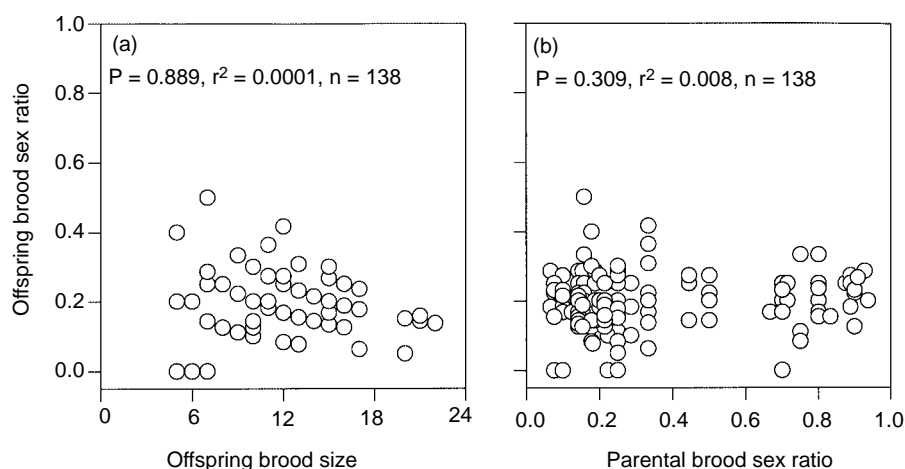 (a)
P = 0.889, r² = 0.0001, n = 138
Offspring brood sex ratio
1.0
0.8
0.6
0.4
0.2
0.0
0
6
12
18
24
Offspring brood size
(b)
P = 0.309, r² = 0.008, n = 138
0.0
0.2
0.4
0.6
0.8
1.0
Parental brood sex ratio